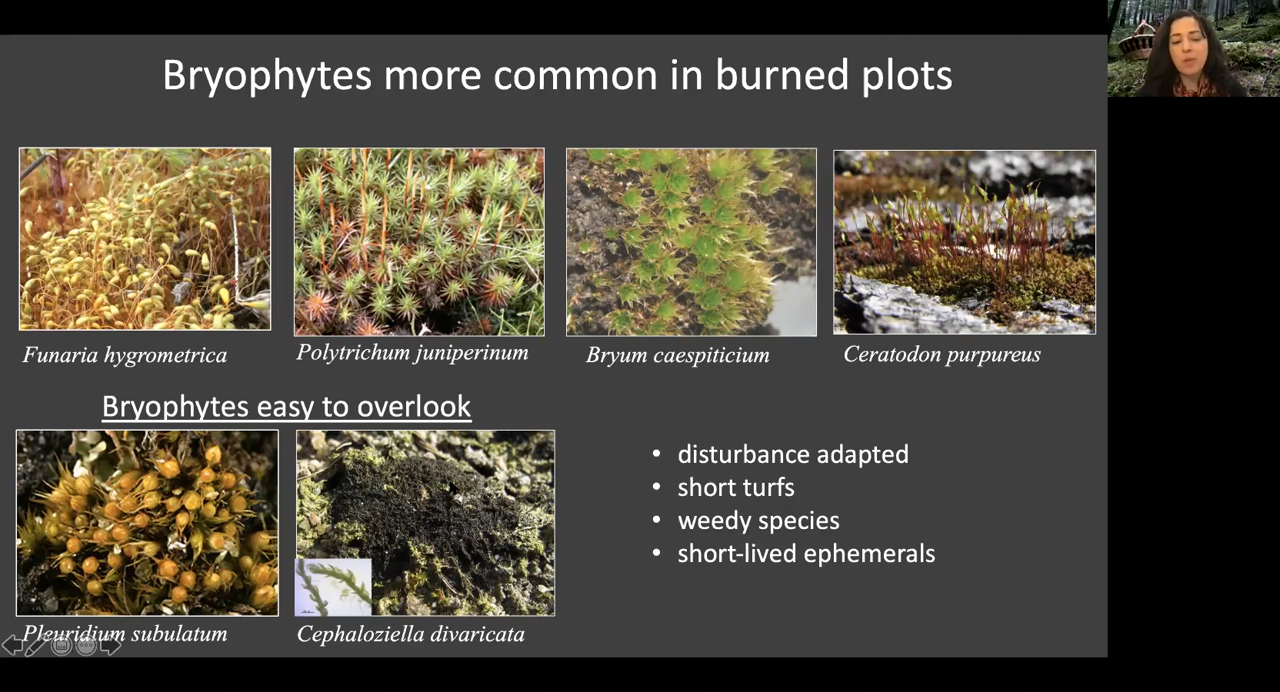 Bryophytes more common in burned plots
Funaria hygrometrica
Polytrichum juniperinum
Bryum caespiticium
Ceratodon purpureus
Bryophytes easy to overlook
• disturbance adapted
• short turfs
• weedy species
• short-lived ephemerals
Pleuridium subulatum
Cephaloziella divaricata